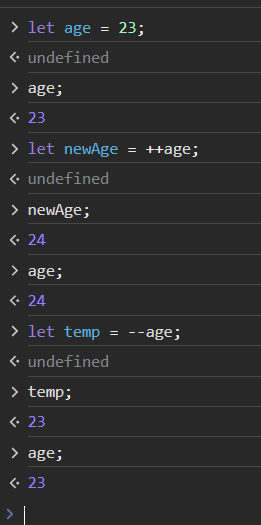 > let age = 23;
<· undefined
> age;
<· 23
> let newAge = ++age;
<· undefined
> newAge;
<· 24
> age;
<· 24
> let temp = --age;
<· undefined
> temp;
<· 23
> age;
<· 23
>